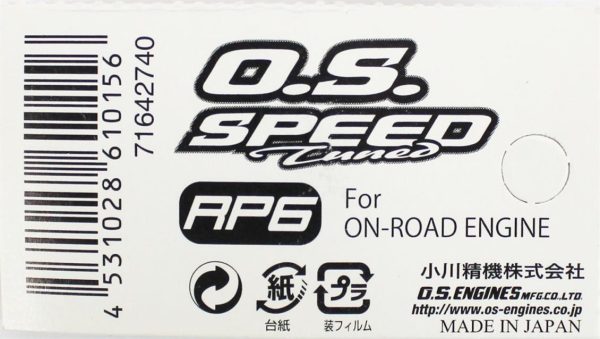 4 531028 610156
71642740
O.S.
SPEED
Tuned
RP6
For
ON-ROAD ENGINE
紙
台紙
プラ
装フィルム
小川精機株式会社
O.S.ENGINES MFG.CO.LTD.
http://www.os-engines.co.jp
MADE IN JAPAN